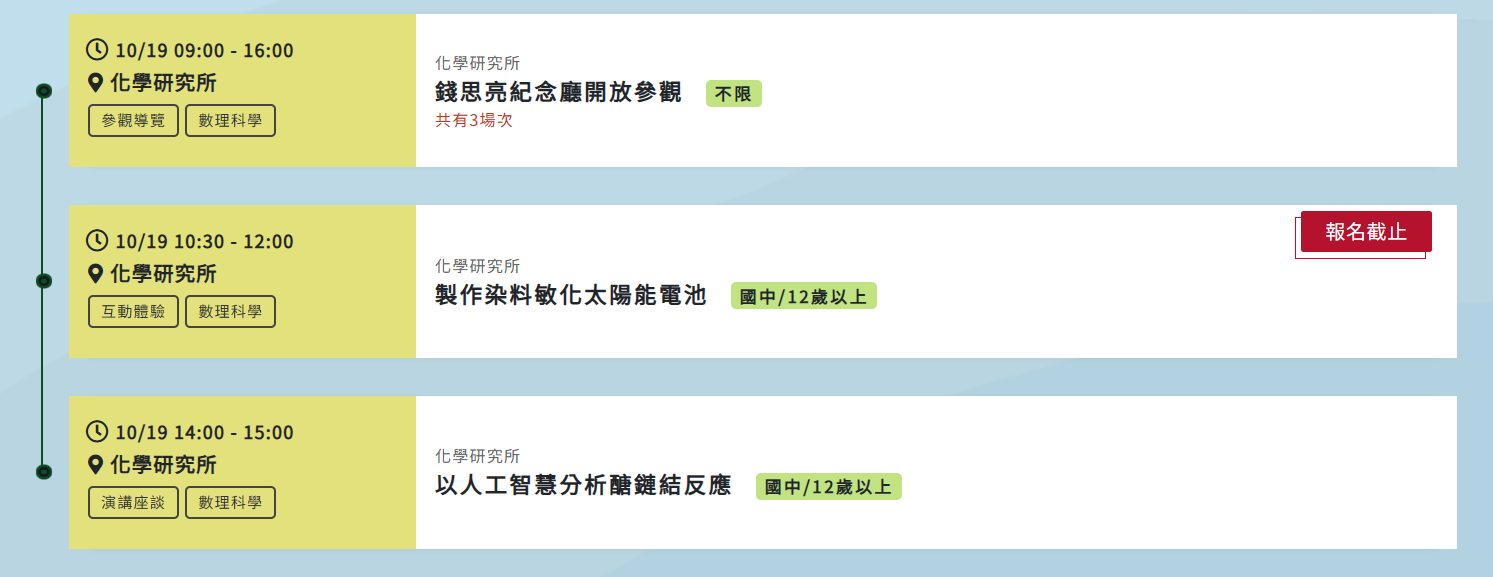 10/19 09:00 - 16:00
化學研究所
參觀導覽 數理科學
化學研究所
錢思亮紀念廳開放參觀 不限
共有3場次
10/19 10:30 - 12:00
化學研究所
互動體驗 數理科學
報名截止
化學研究所
製作染料敏化太陽能電池 國中/12歲以上
10/19 14:00 - 15:00
化學研究所
演講座談 數理科學
化學研究所
以人工智慧分析醣鏈結反應 國中/12歲以上